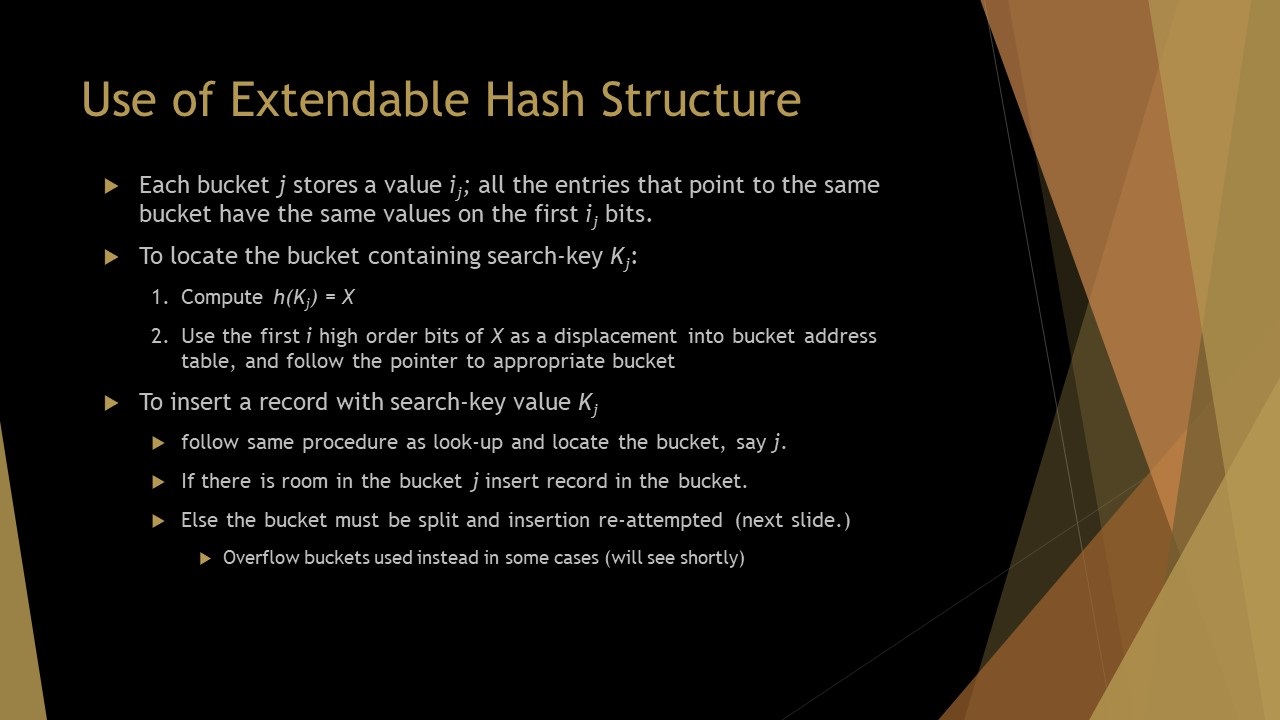 Use of Extendable Hash Structure
Each bucket j stores a value ij; all the entries that point to the same
bucket have the same values on the first ij bits.
To locate the bucket containing search-key Kj:
1. Compute h(Kj) = X
2. Use the first i high order bits of X as a displacement into bucket address
table, and follow the pointer to appropriate bucket
To insert a record with search-key value Kj
follow same procedure as look-up and locate the bucket, say j.
If there is room in the bucket j insert record in the bucket.
Else the bucket must be split and insertion re-attempted (next slide.)
Overflow buckets used instead in some cases (will see shortly)